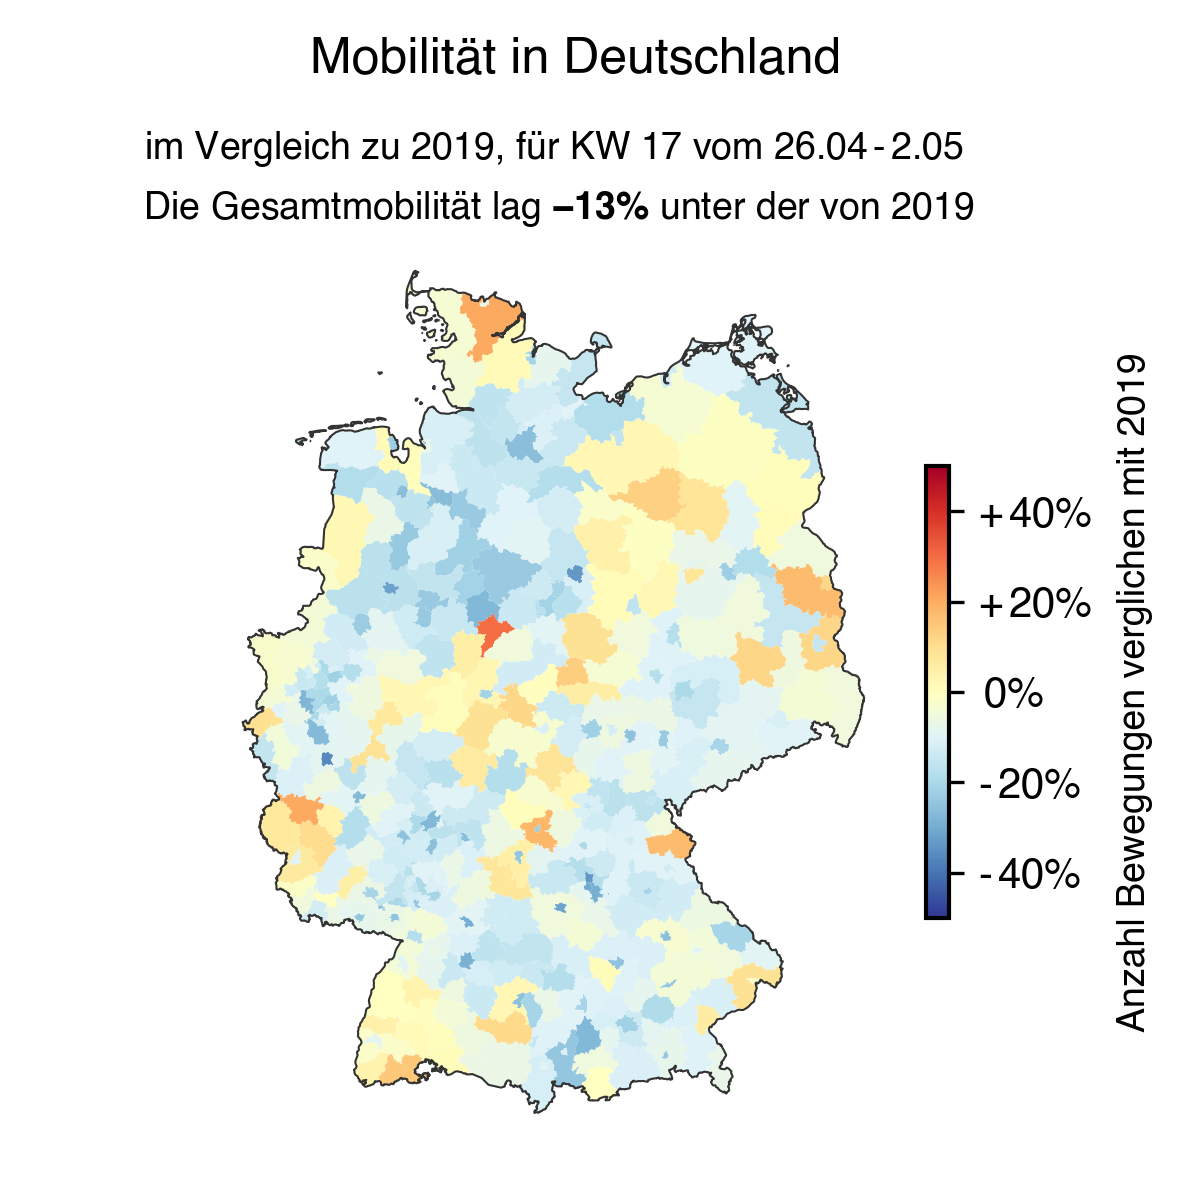 Mobilität in Deutschland
im Vergleich zu 2019, für KW 17 vom 26.04 - 2.05
Die Gesamtmobilität lag –13% unter der von 2019
+40%
+20%
0%
-20%
-40%
Anzahl Bewegungen verglichen mit 2019